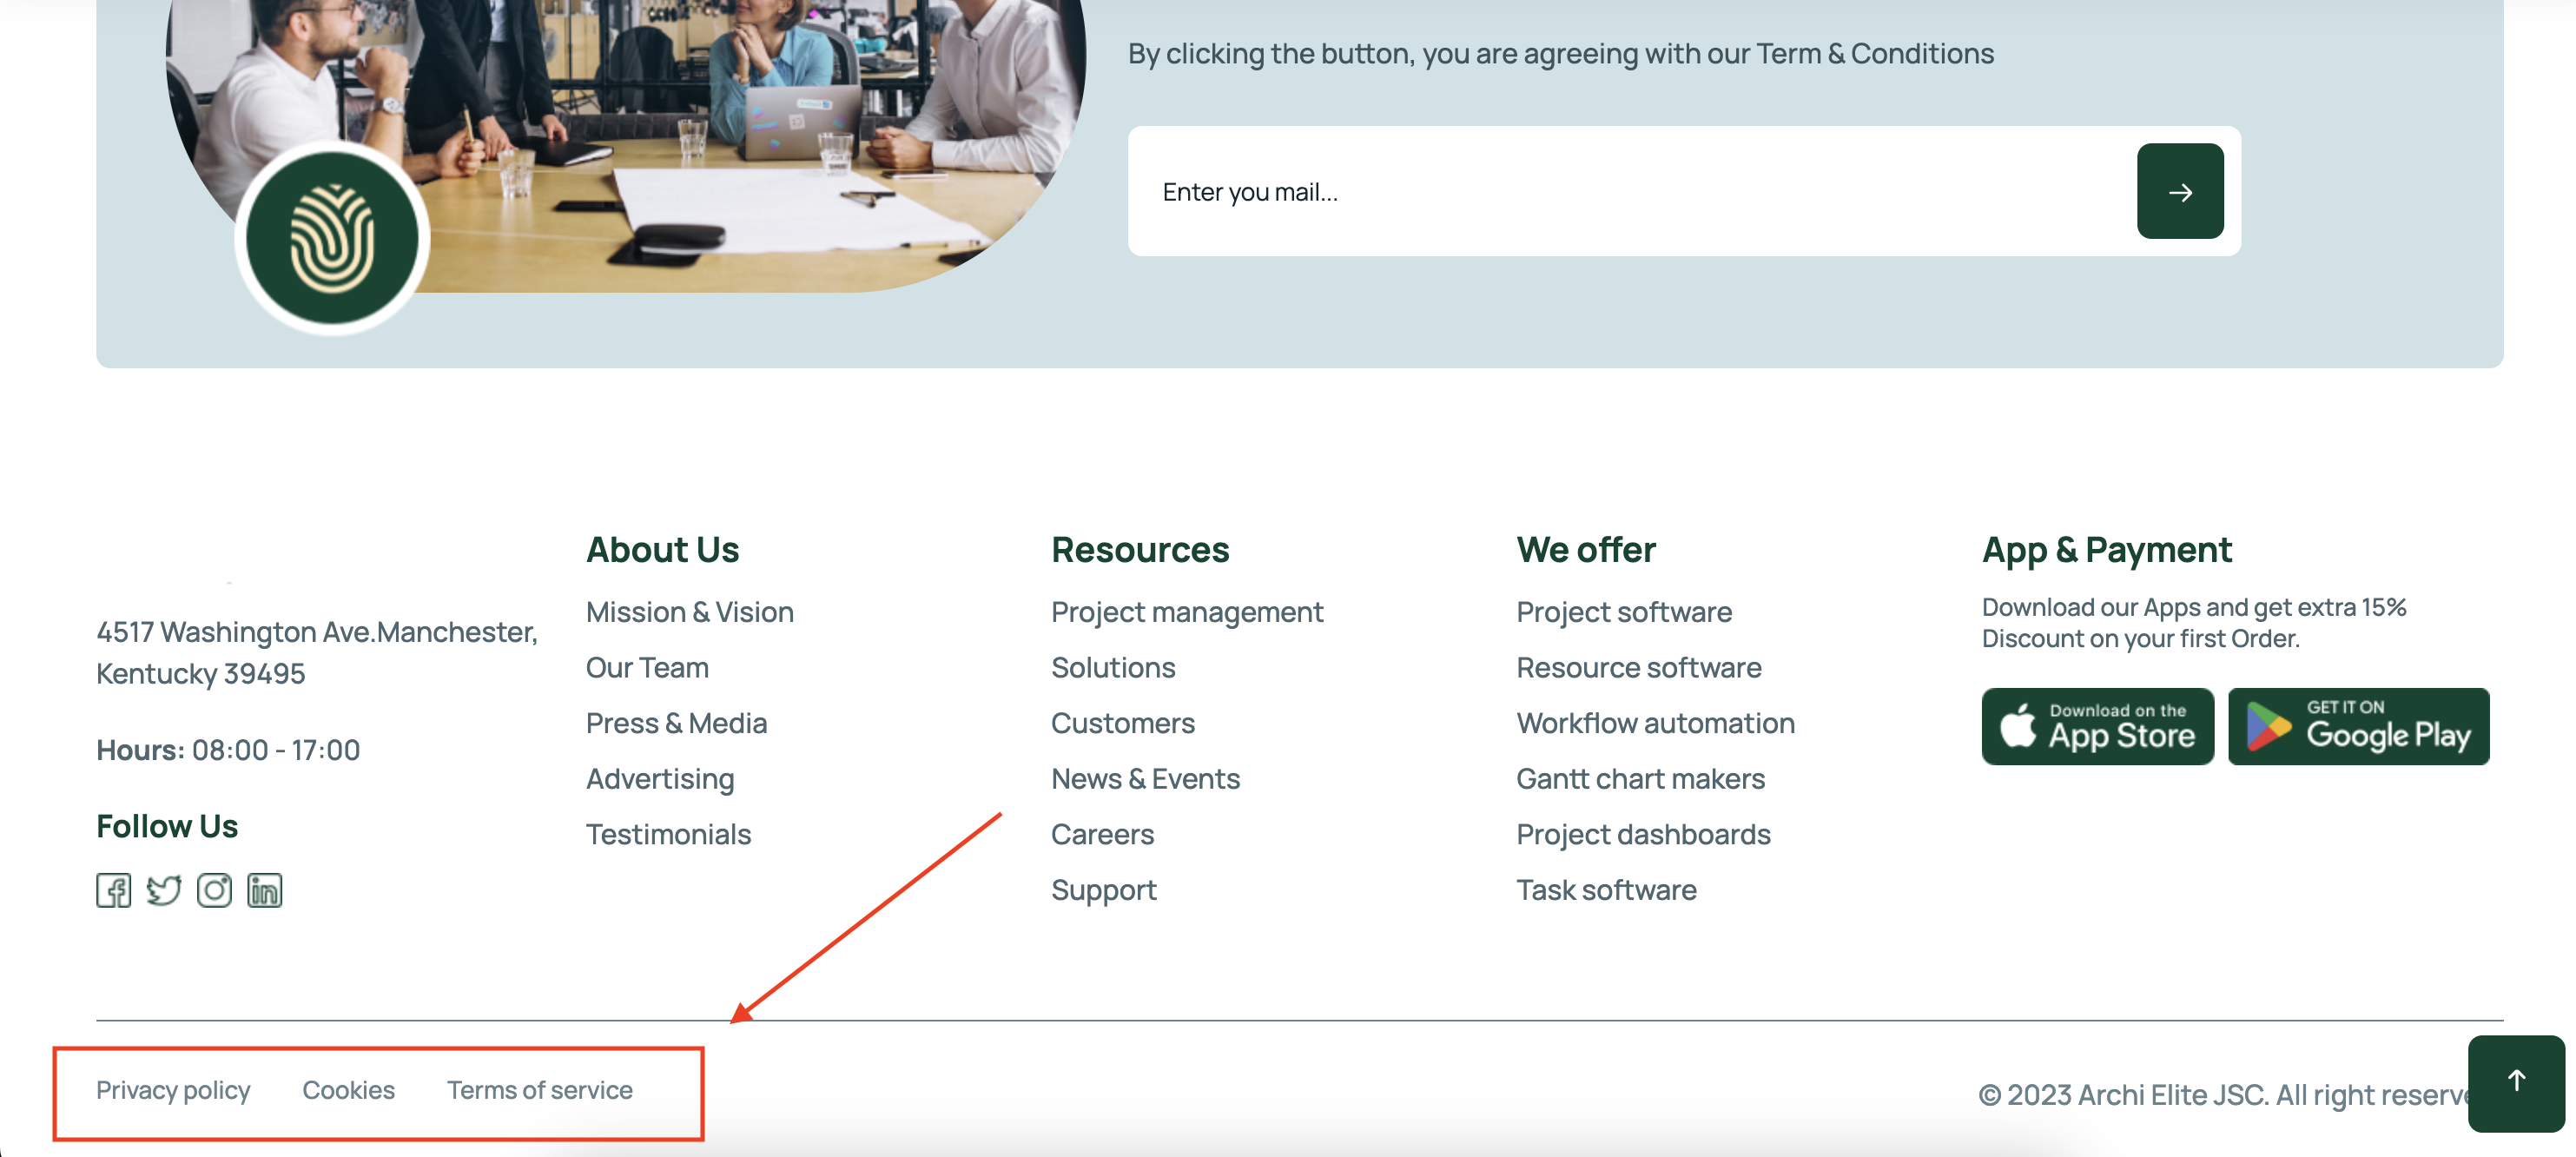 By clicking the button, you are agreeing with our Term & Conditions
Enter you mail...
4517 Washington Ave.Manchester,
Kentucky 39495
Hours: 08:00 - 17:00
Follow Us
About Us
Mission & Vision
Our Team
Press & Media
Advertising
Testimonials
Resources
Project management
Solutions
Customers
News & Events
Careers
Support
We offer
Project software
Resource software
Workflow automation
Gantt chart makers
Project dashboards
Task software
App & Payment
Download our Apps and get extra 15%
Discount on your first Order.
Download on the
App Store
GET IT ON
Google Play
Privacy policy
Cookies
Terms of service
© 2023 Archi Elite JSC. All right reserve